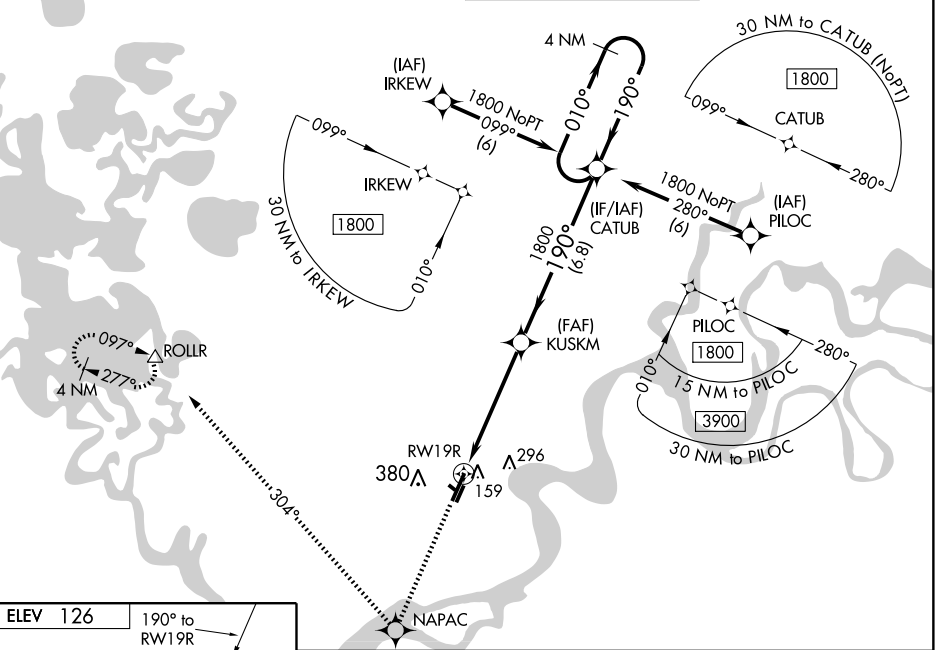 4 NM
010°
190°
(IAF)
IRKEW
1800 NoPT
099°
(6)
30 NM to CATUB (NoPT)
1800
099°
CATUB
280°
099°
IRKEW
1800
010°
30 NM to IRKEW
1800 NoPT
280°
(6)
(IAF)
PILOC
(IF/IAF)
CATUB
1800
190°
(6.8)
(FAF)
KUSKM
PILOC
1800
280°
010°
15 NM to PILOC
3900
30 NM to PILOC
097°
ROLLR
277°
4 NM
RW19R
380
296
159
304°
NAPAC
ELEV 126
190° to
RW19R